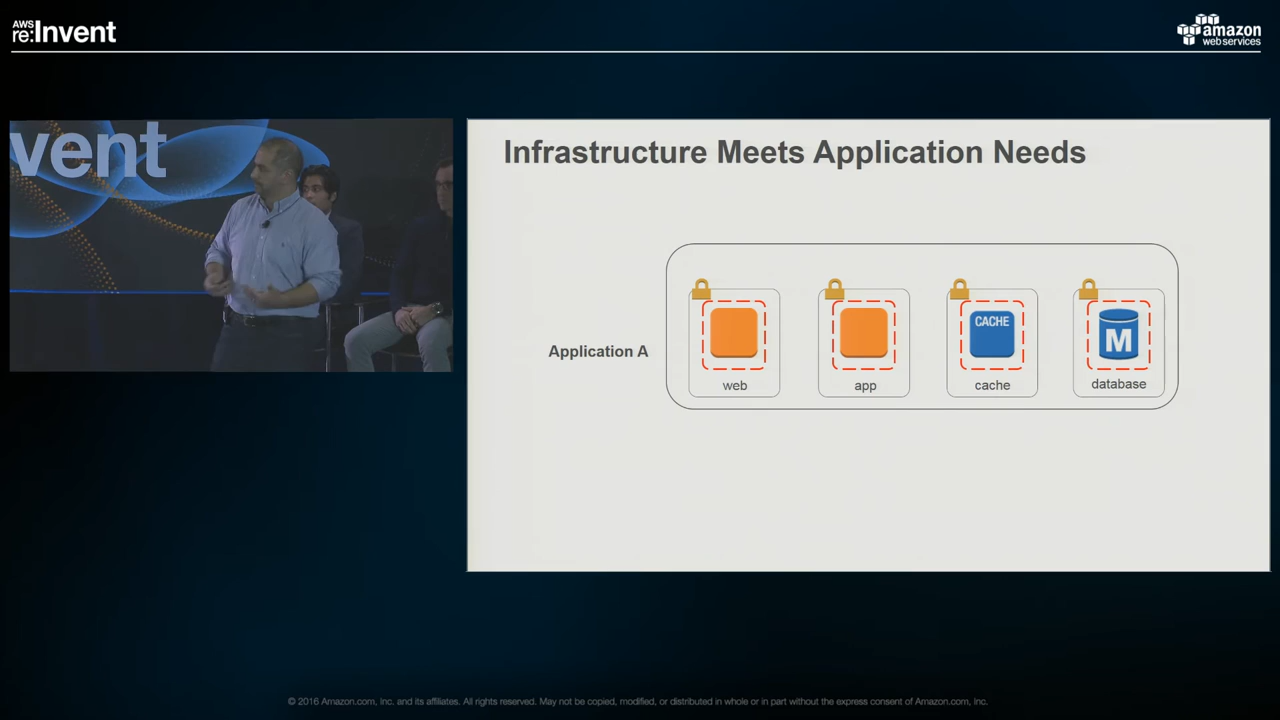 AWS
re:Invent
amazon
web services
vent
Infrastructure Meets Application Needs
Application A
CACHE
M
web
app
cache
database
© 2016 Amazon.com, Inc. and its affiliates. All rights reserved. May not be copied, modified, or distributed in whole or in part without the express consent of Amazon.com, Inc.